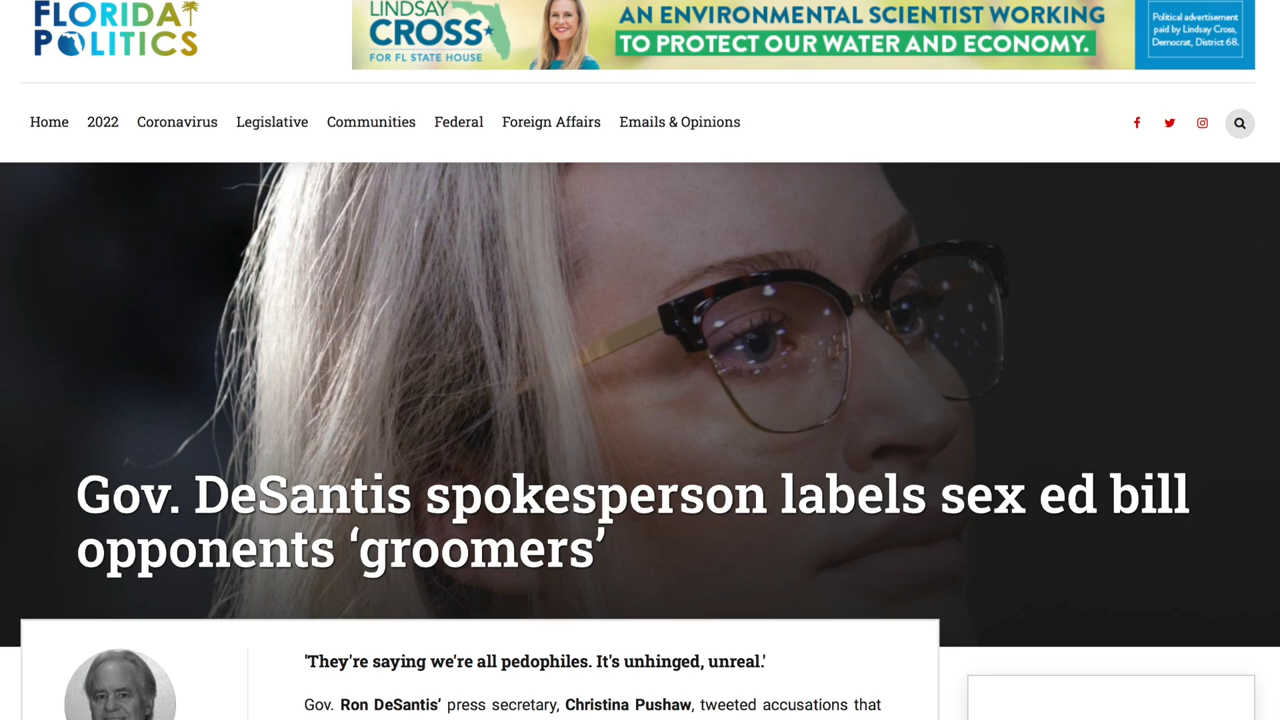 FLORIDA
POLITICS
LINDSAY
CROSS
FOR FL STATE HOUSE
AN ENVIRONMENTAL SCIENTIST WORKING
TO PROTECT OUR WATER AND ECONOMY.
Political advertisement
paid by Lindsay Cross,
Democrat, District 68.
Home 2022 Coronavirus Legislative Communities Federal Foreign Affairs Emails & Opinions
Gov. DeSantis spokesperson labels sex ed bill
opponents ‘groomers’
'They're saying we're all pedophiles. It's unhinged, unreal.'
Gov. Ron DeSantis’ press secretary, Christina Pushaw, tweeted accusations that